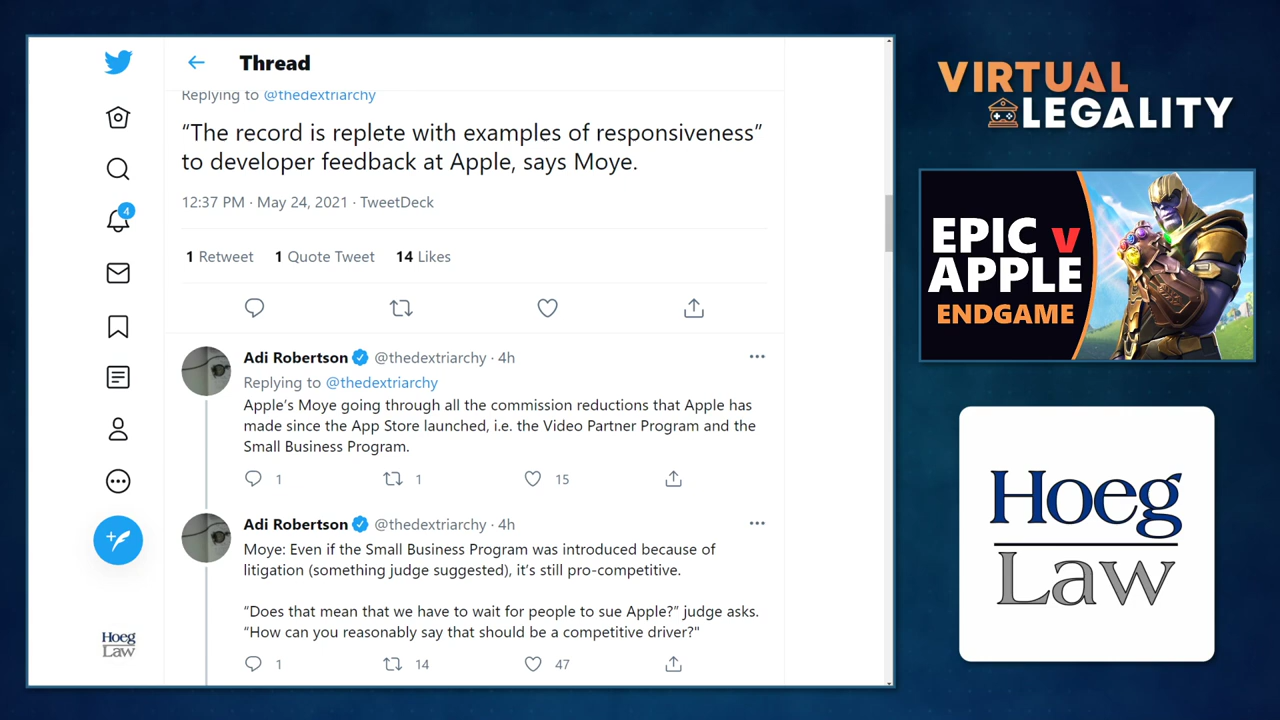 Thread
Replying to @thedextriarchy
“The record is replete with examples of responsiveness”
to developer feedback at Apple, says Moye.
12:37 PM · May 24, 2021 · TweetDeck
1 Retweet 1 Quote Tweet 14 Likes
Adi Robertson @thedextriarchy · 4h
Replying to @thedextriarchy
Apple’s Moye going through all the commission reductions that Apple has
made since the App Store launched, i.e. the Video Partner Program and the
Small Business Program.
1 1 15
Adi Robertson @thedextriarchy · 4h
Moye: Even if the Small Business Program was introduced because of
litigation (something judge suggested), it’s still pro-competitive.
“Does that mean that we have to wait for people to sue Apple?” judge asks.
“How can you reasonably say that should be a competitive driver?"
1 14 47
4
Hoeg
Law
VIRTUAL
LEGALITY
EPIC v
APPLE
ENDGAME
Hoeg
Law